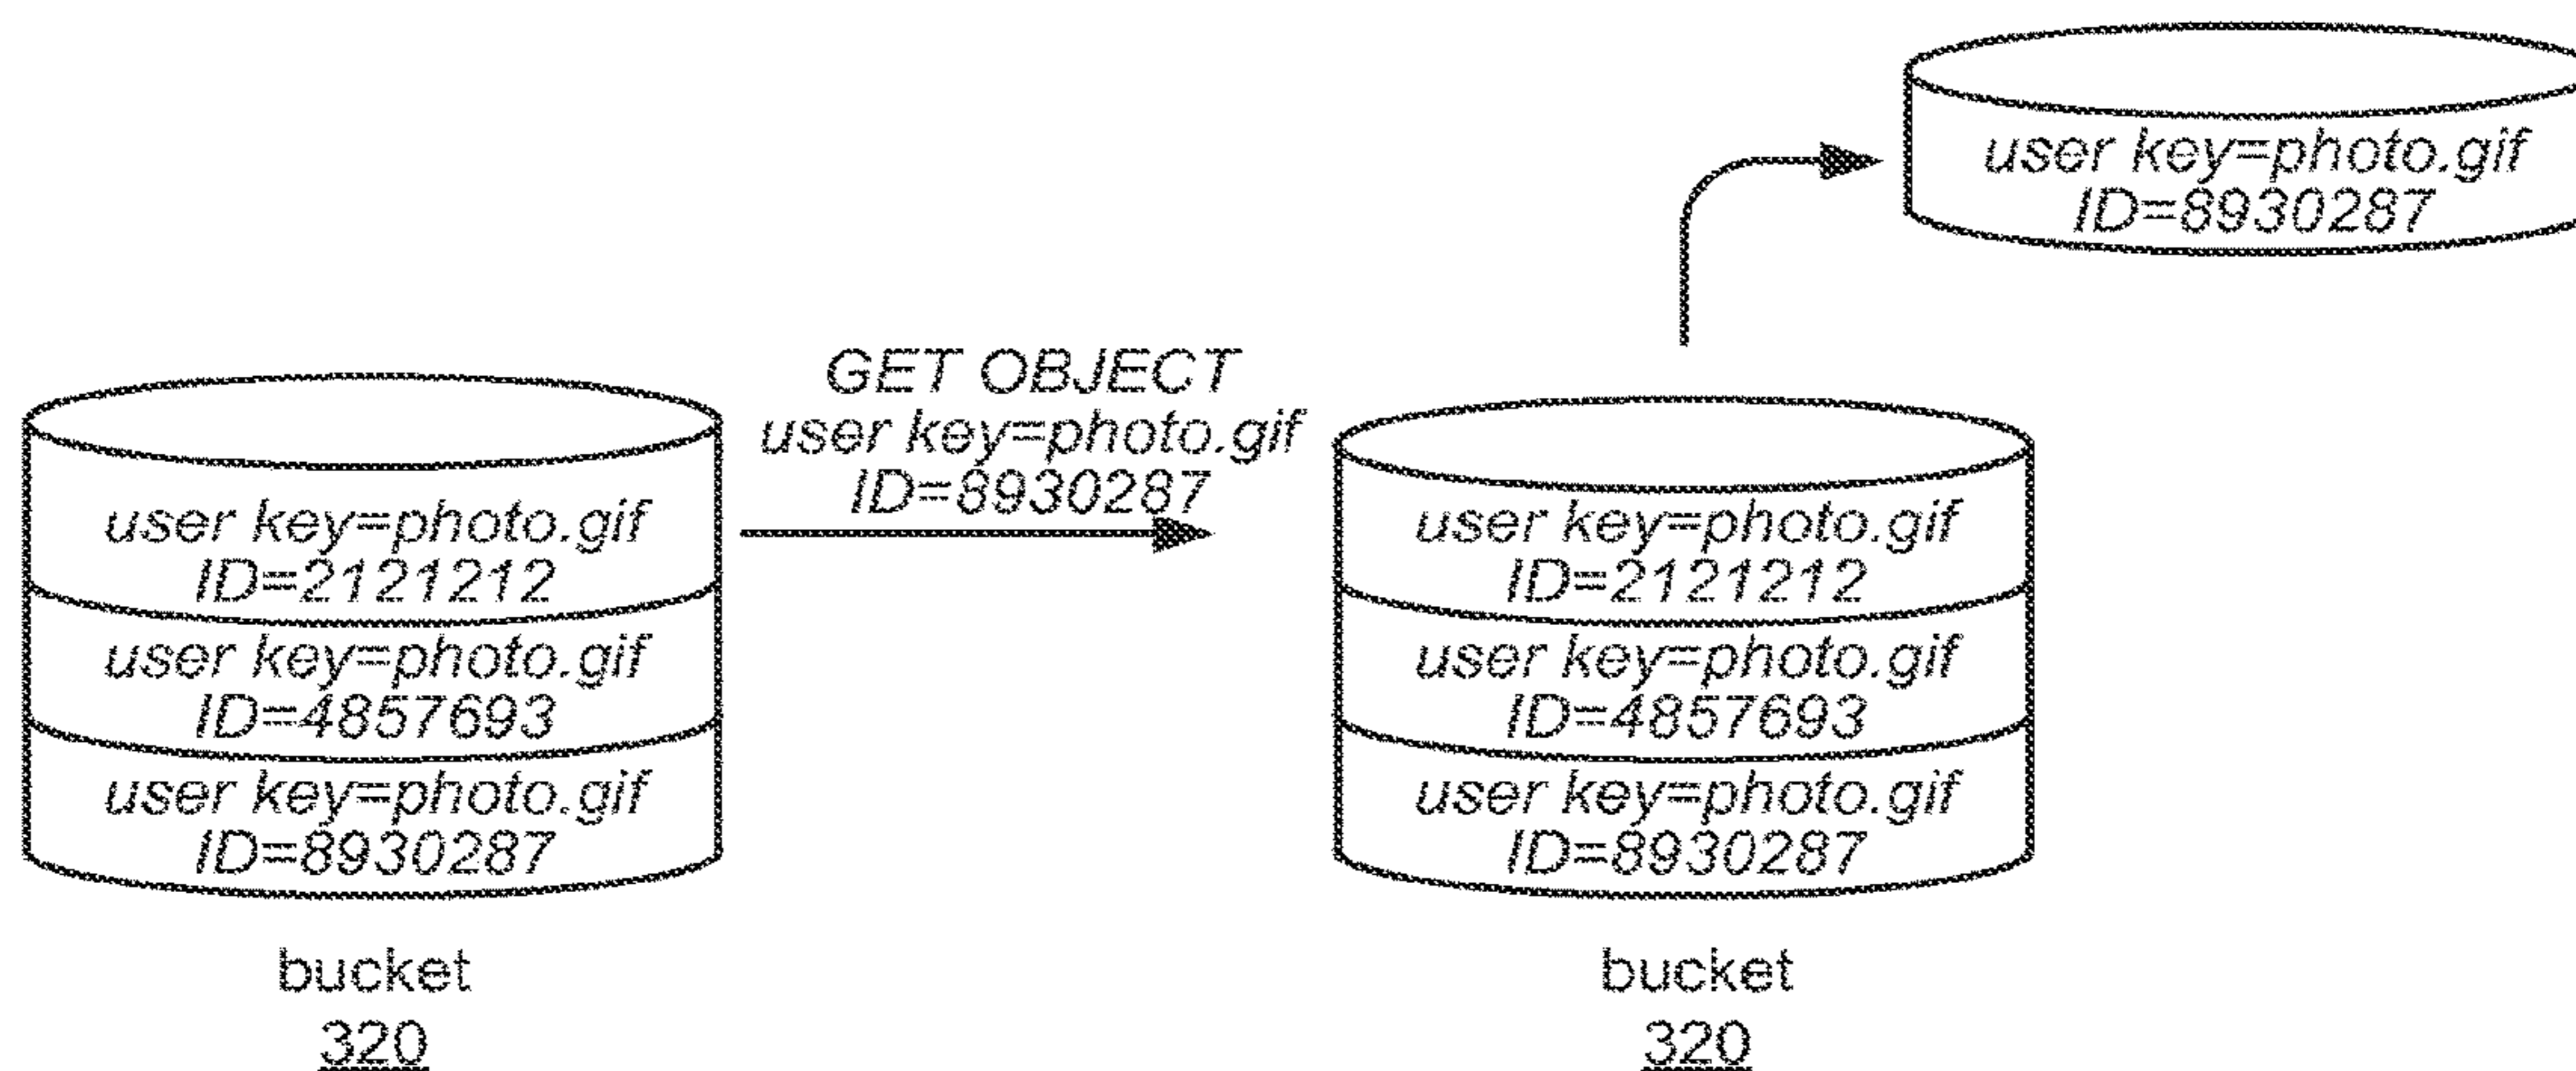 user key=photo.gif
ID=8930287
GET OBJECT
user key=photo.gif
ID=8930287
user key=photo.gif
ID=2121212
user key=photo.gif
ID=4857693
user key=photo.gif
ID=8930287
bucket
320
user key=photo.gif
ID=2121212
user key=photo.gif
ID=4857693
user key=photo.gif
ID=8930287
bucket
320